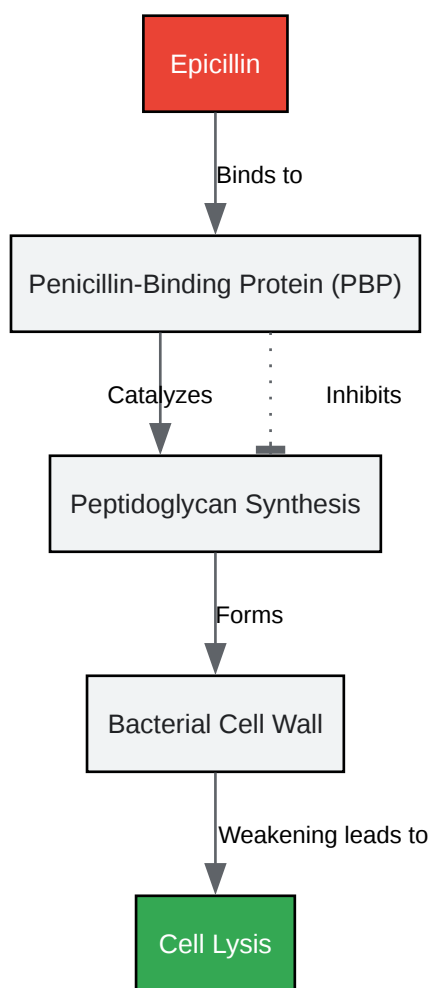 Epicillin
Binds to
Penicillin-Binding Protein (PBP)
Catalyzes
Inhibits
Peptidoglycan Synthesis
Forms
Bacterial Cell Wall
Weakening leads to
Cell Lysis